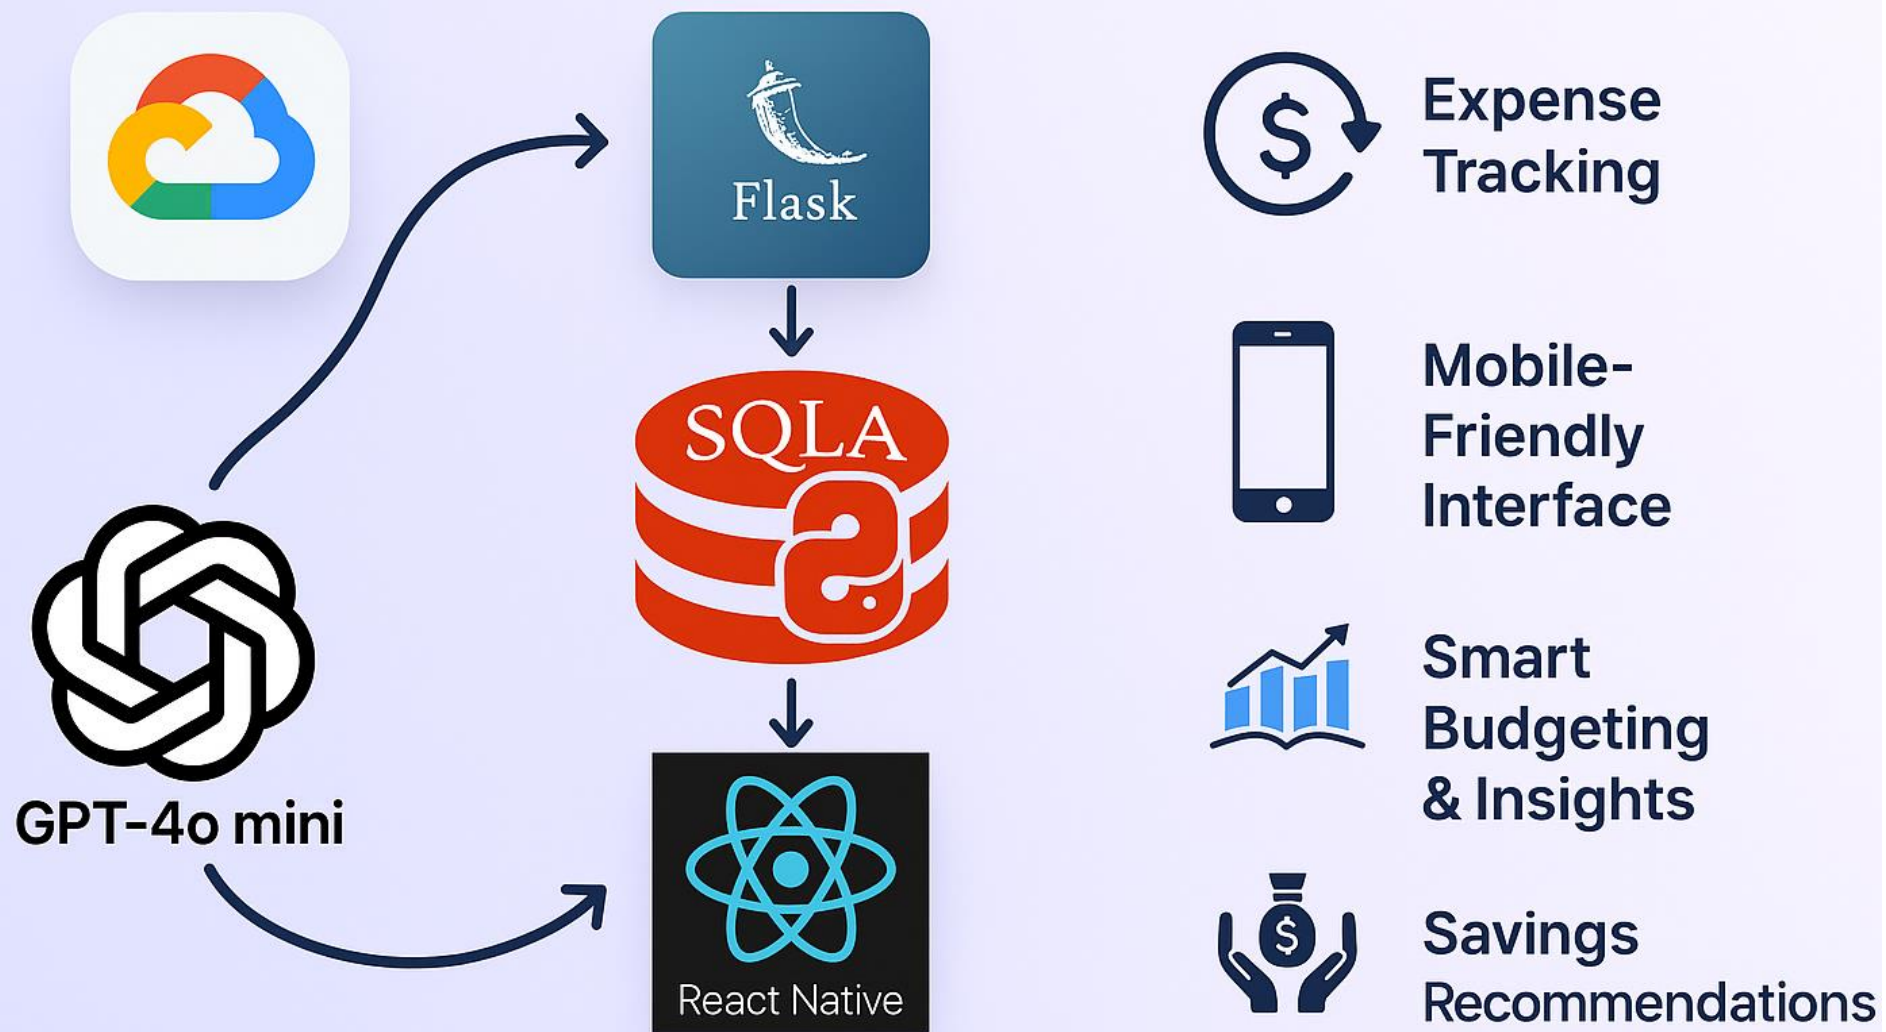 Flask
SQLA
GPT-4o mini
React Native
Expense
Tracking
Mobile-
Friendly
Interface
Smart
Budgeting
& Insights
Savings
Recommendations